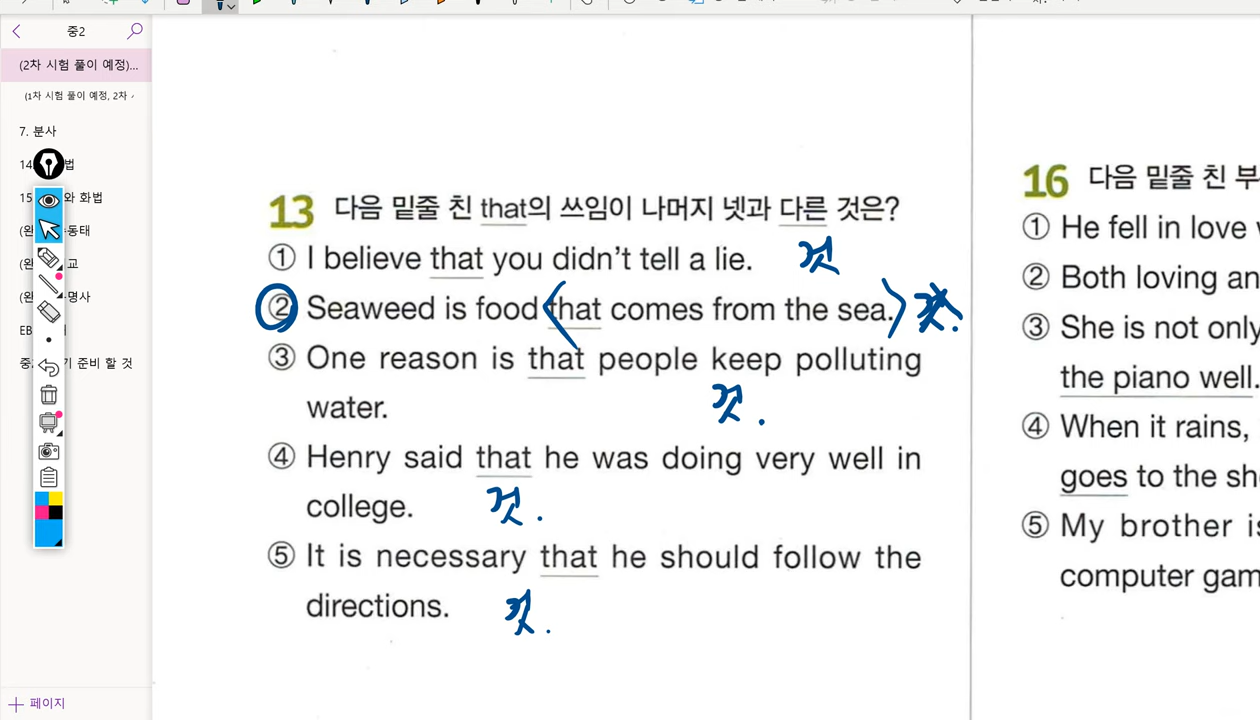 중2
(2차 시험 풀이 예정)...
(1차 시험 풀이 예정, 2차
7. 분사
14 법
15 와 화법
(완 동태
(완 교
(완 명사
EB
중 기 준비 할 것
페이지
13 다음 밑줄 친 that의 쓰임이 나머지 넷과 다른 것은?
① I believe that you didn't tell a lie. 것
② Seaweed is food that comes from the sea.
③ One reason is that people keep polluting
water. 것.
④ Henry said that he was doing very well in
college. 것.
⑤ It is necessary that he should follow the
directions. 것.
16 다음 밑줄 친 부
① He fell in love
② Both loving an
③ She is not only
the piano well.
④ When it rains,
goes to the sh
⑤ My brother is
computer gam